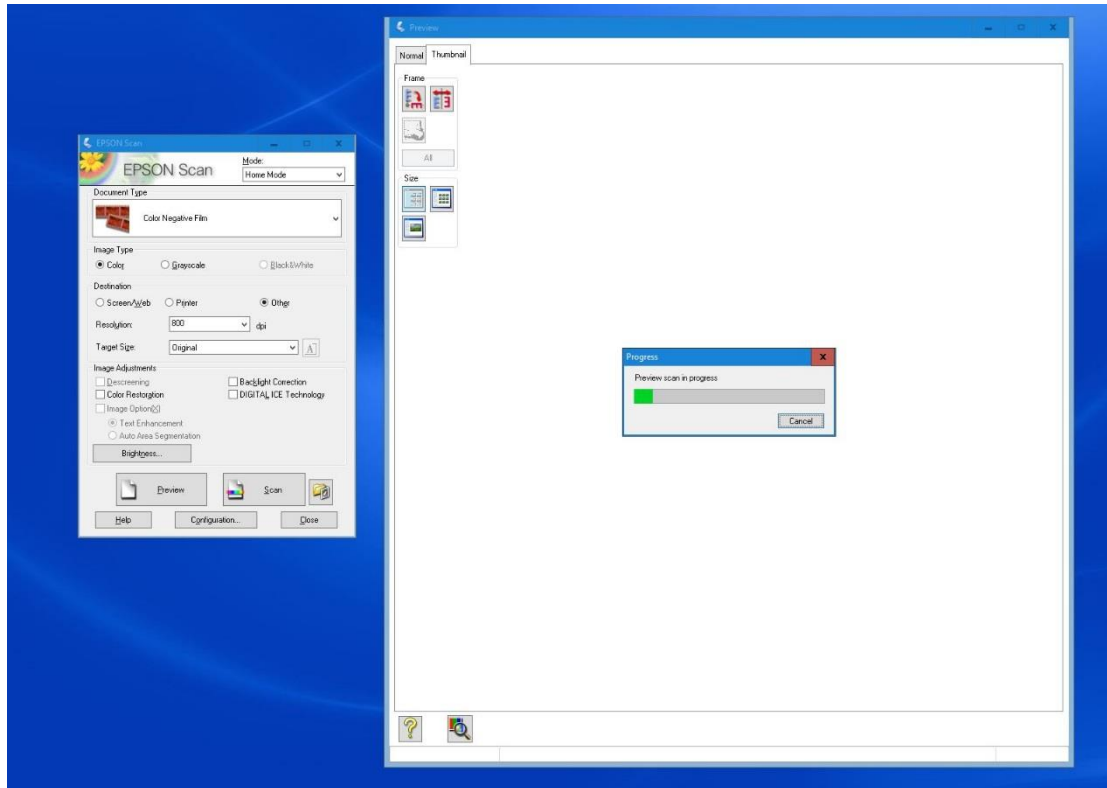 Preview
Normal Thumbnail
Frame
All
Size
EPSON Scan
EPSON Scan
Mode:
Home Mode
Document Type
Color Negative Film
Image Type
Color Grayscale Black&White
Destination
Screen/Web Printer Other
Resolution: 800 dpi
Target Size: Original A
Image Adjustments
Descreening Backlight Correction
Color Restoration DIGITAL ICE Technology
Image Option(X)
Text Enhancement
Auto Area Segmentation
Brightness...
Preview Scan
Help Configuration... Close
Progress
Preview scan in progress
Cancel